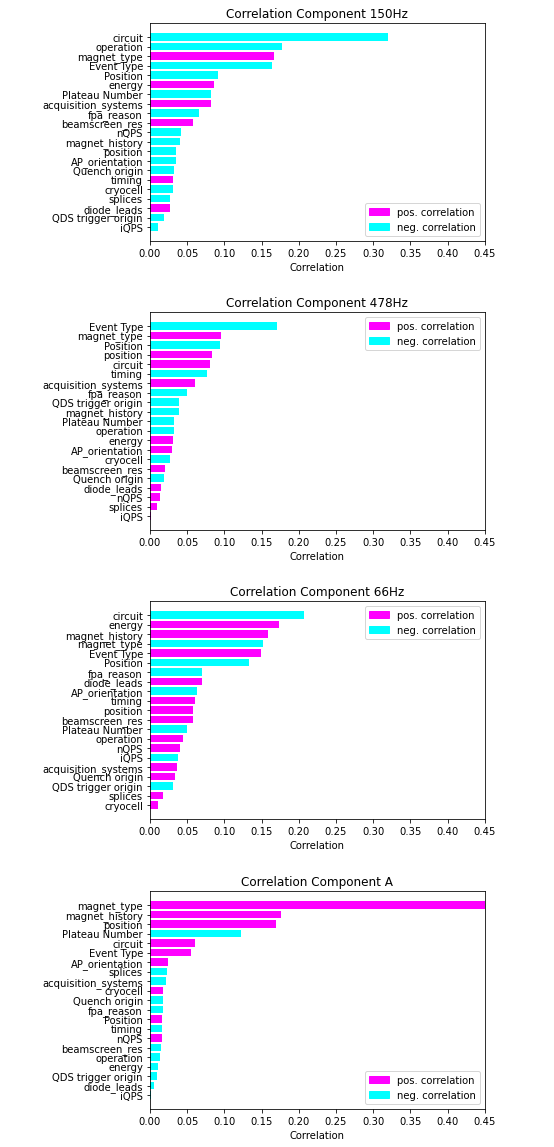 Correlation Component 150Hz
circuit
operation
magnet_type
Event Type
Position
energy
Plateau Number
acquisition_systems
fpa_reason
beamscreen_res
nQPS
magnet_history
position
AP_orientation
Quench origin
timing
cryocell
splices
diode_leads
QDS trigger origin
iQPS
pos. correlation
neg. correlation
0.00 0.05 0.10 0.15 0.20 0.25 0.30 0.35 0.40 0.45
Correlation
Correlation Component 478Hz
Event Type
magnet_type
Position
position
circuit
timing
acquisition_systems
fpa_reason
QDS trigger origin
magnet_history
Plateau Number
operation
energy
AP_orientation
cryocell
beamscreen_res
Quench origin
diode_leads
nQPS
splices
iQPS
pos. correlation
neg. correlation
0.00 0.05 0.10 0.15 0.20 0.25 0.30 0.35 0.40 0.45
Correlation
Correlation Component 66Hz
circuit
energy
magnet_history
magnet_type
Event Type
Position
fpa_reason
diode_leads
AP_orientation
timing
position
beamscreen_res
Plateau Number
operation
nQPS
iQPS
acquisition_systems
Quench origin
QDS trigger origin
splices
cryocell
pos. correlation
neg. correlation
0.00 0.05 0.10 0.15 0.20 0.25 0.30 0.35 0.40 0.45
Correlation
Correlation Component A
magnet_type
magnet_history
position
Plateau Number
circuit
Event Type
AP_orientation
splices
acquisition_systems
cryocell
Quench origin
fpa_reason
Position
timing
nQPS
beamscreen_res
operation
energy
QDS trigger origin
diode_leads
iQPS
pos. correlation
neg. correlation
0.00 0.05 0.10 0.15 0.20 0.25 0.30 0.35 0.40 0.45
Correlation